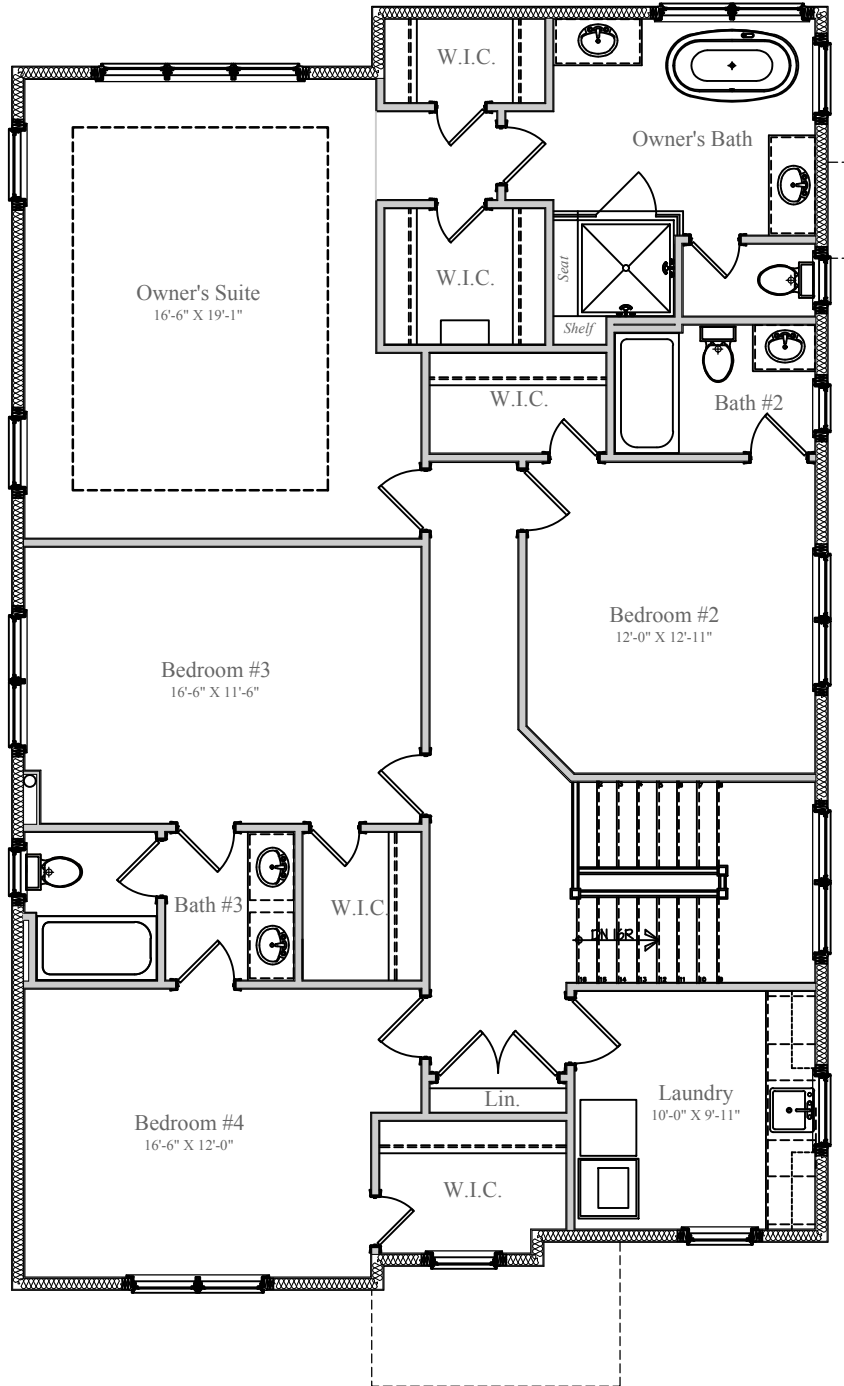 W.I.C.
Owner's Bath
W.I.C.
Seat
Shelf
Owner's Suite
16'-6" X 19'-1"
W.I.C.
Bath #2
Bedroom #2
12'-0" X 12'-11"
Bedroom #3
16'-6" X 11'-6"
Bath #3
W.I.C.
DN 16R
Lin.
Laundry
10'-0" X 9'-11"
Bedroom #4
16'-6" X 12'-0"
W.I.C.